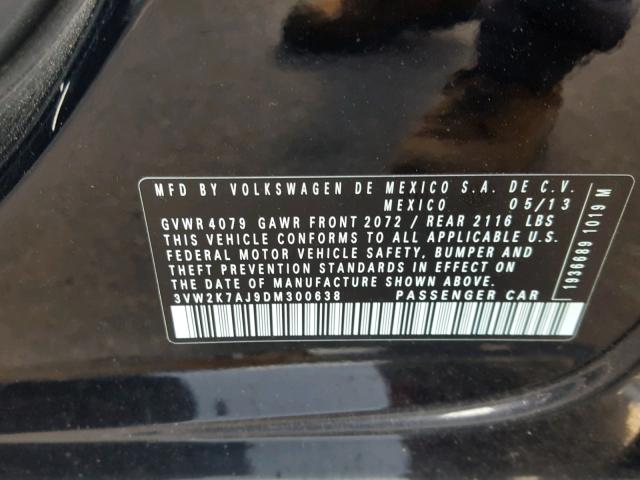 MFD BY VOLKSWAGEN DE MEXICO S.A. DE C.V.
MEXICO 05/13
GVWR 4079 GAWR FRONT 2072 / REAR 2116 LBS
THIS VEHICLE CONFORMS TO ALL APPLICABLE U.S.
FEDERAL MOTOR VEHICLE SAFETY, BUMPER AND
THEFT PREVENTION STANDARDS IN EFFECT ON
THE DATE OF MANUFACTURE SHOWN ABOVE.
3VW2K7AJ9DM300638 PASSENGER CAR
1936689 1019 M